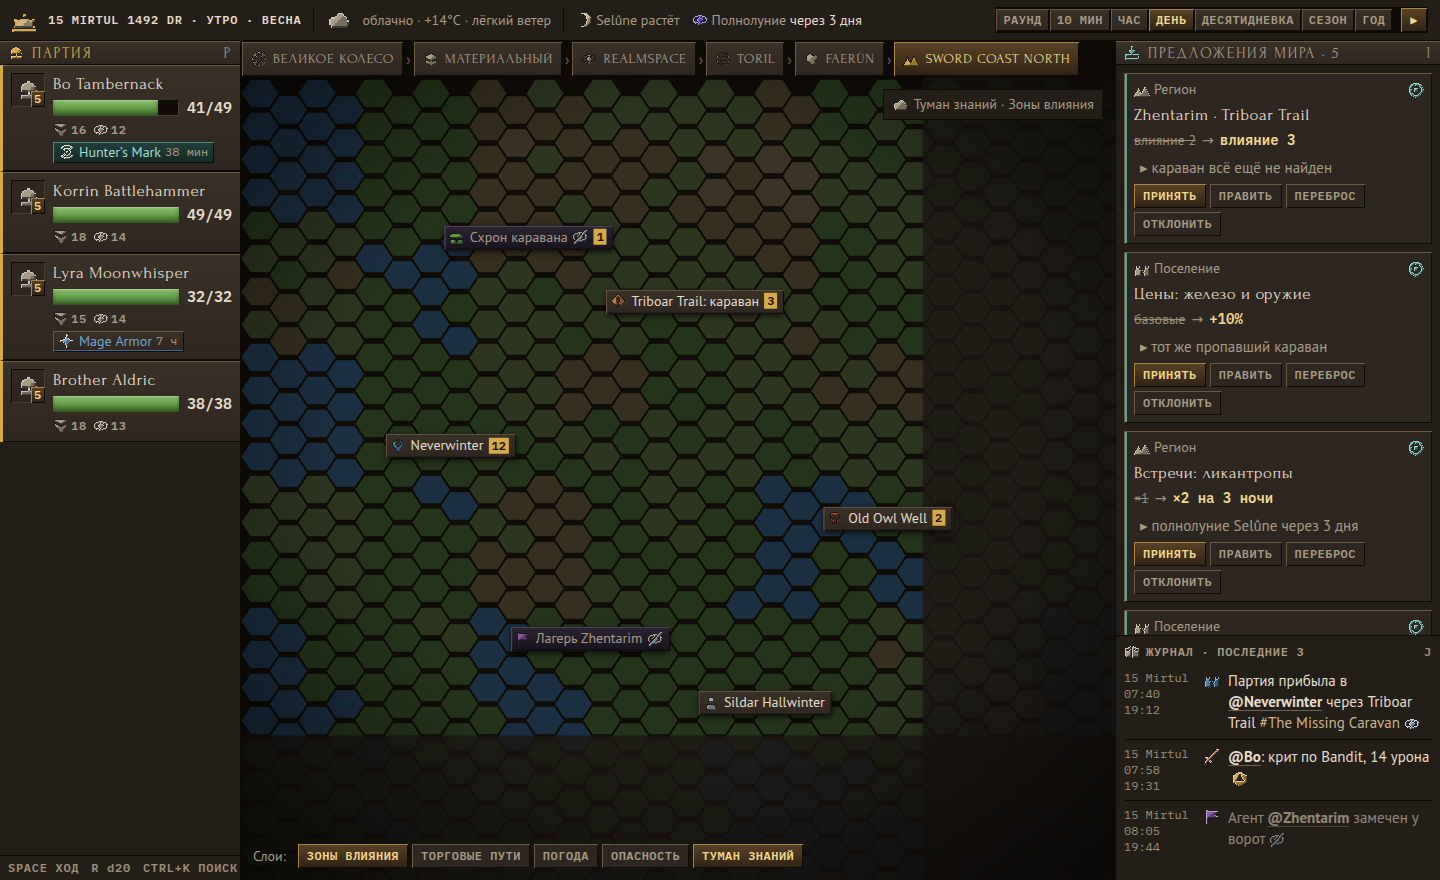 15 MIRTUL 1492 DR · УТРО · ВЕСНА
облачно · +14°C · лёгкий ветер
Selûne растёт
Полнолуние через 3 дня
РАУНД 10 МИН ЧАС ДЕНЬ ДЕСЯТИДНЕВКА СЕЗОН ГОД ►
ПАРТИЯ P
Bo Tambernack
5
41/49
16 12
Hunter's Mark 38 мин
Korrin Battlehammer
5
49/49
18 14
Lyra Moonwhisper
5
32/32
15 14
Mage Armor 7 ч
Brother Aldric
5
38/38
18 13
SPACE ХОД R d20 CTRL+K ПОИСК
ВЕЛИКОЕ КОЛЕСО › МАТЕРИАЛЬНЫЙ › REALMSPACE › TORIL › FAERÛN › SWORD COAST NORTH
Туман знаний · Зоны влияния
Схрон каравана 1
Triboar Trail: караван 3
Neverwinter 12
Old Owl Well 2
Лагерь Zhentarim
Sildar Hallwinter
Слои: ЗОНЫ ВЛИЯНИЯ ТОРГОВЫЕ ПУТИ ПОГОДА ОПАСНОСТЬ ТУМАН ЗНАНИЙ
ПРЕДЛОЖЕНИЯ МИРА · 5 I
Регион
Zhentarim · Triboar Trail
влияние 2 → влияние 3
▸ караван всё ещё не найден
ПРИНЯТЬ ПРАВИТЬ ПЕРЕБРОС
ОТКЛОНИТЬ
Поселение
Цены: железо и оружие
базовые → +10%
▸ тот же пропавший караван
ПРИНЯТЬ ПРАВИТЬ ПЕРЕБРОС
ОТКЛОНИТЬ
Регион
Встречи: ликантропы
×1 → ×2 на 3 ночи
▸ полнолуние Selûne через 3 дня
ПРИНЯТЬ ПРАВИТЬ ПЕРЕБРОС
ОТКЛОНИТЬ
Поселение
ЖУРНАЛ · ПОСЛЕДНИЕ 3 J
15 Mirtul
07:40
19:12
Партия прибыла в
@Neverwinter через Triboar
Trail #The Missing Caravan
15 Mirtul
07:58
19:31
@Bo: крит по Bandit, 14 урона
15 Mirtul
08:05
19:44
Агент @Zhentarim замечен у
ворот